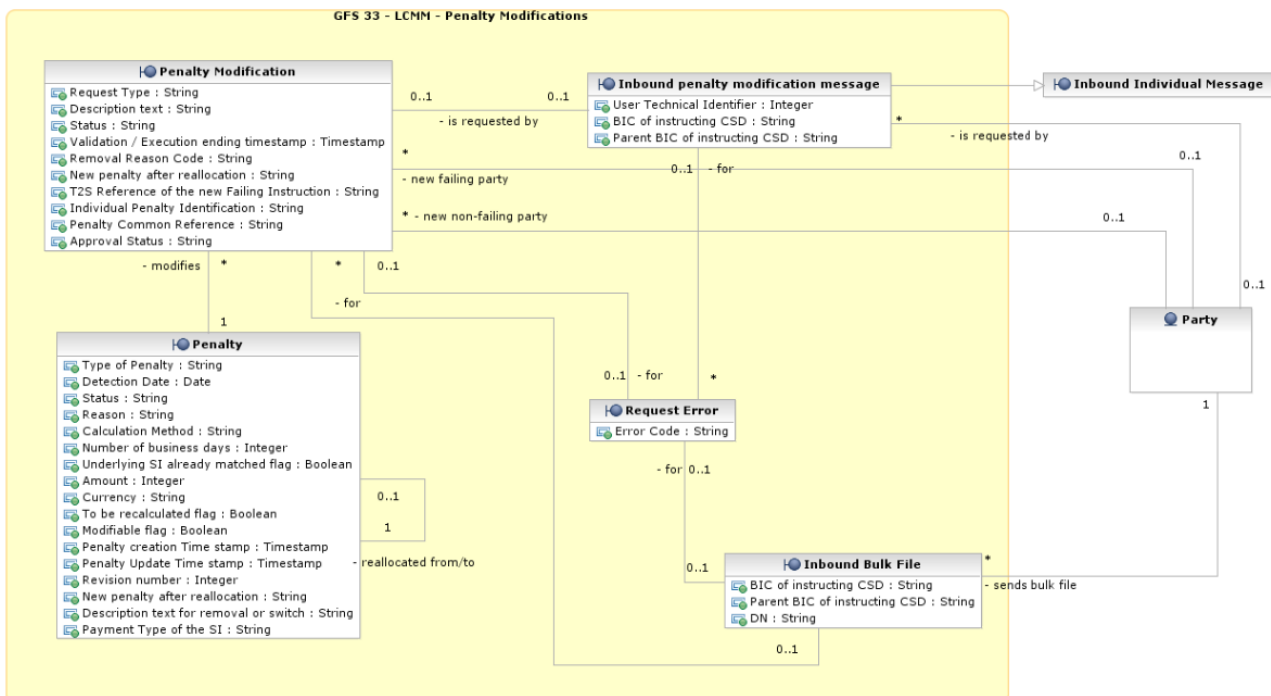 GFS 33 - LCMM - Penalty Modifications
Penalty Modification
Request Type : String
Description text : String
Status : String
Validation / Execution ending timestamp : Timestamp
Removal Reason Code : String
New penalty after reallocation : String
T2S Reference of the new Failing Instruction : String
Individual Penalty Identification : String
Penalty Common Reference : String
Approval Status : String
0..1
0..1
- is requested by
Inbound penalty modification message
User Technical Identifier : Integer
BIC of instructing CSD : String
Parent BIC of instructing CSD : String
Inbound Individual Message
*
- is requested by
*
- new failing party
0..1
- for
0..1
* - new non-failing party
0..1
- modifies
*
*
0..1
- for
1
0..1
Party
Penalty
Type of Penalty : String
Detection Date : Date
Status : String
Reason : String
Calculation Method : String
Number of business days : Integer
Underlying SI already matched flag : Boolean
Amount : Integer
Currency : String
To be recalculated flag : Boolean
Modifiable flag : Boolean
Penalty creation Time stamp : Timestamp
Penalty Update Time stamp : Timestamp
Revision number : Integer
New penalty after reallocation : String
Description text for removal or switch : String
Payment Type of the SI : String
0..1
1
- reallocated from/to
0..1
- for
*
Request Error
Error Code : String
- for
0..1
1
0..1
Inbound Bulk File
BIC of instructing CSD : String
Parent BIC of instructing CSD : String
DN : String
*
- sends bulk file
0..1